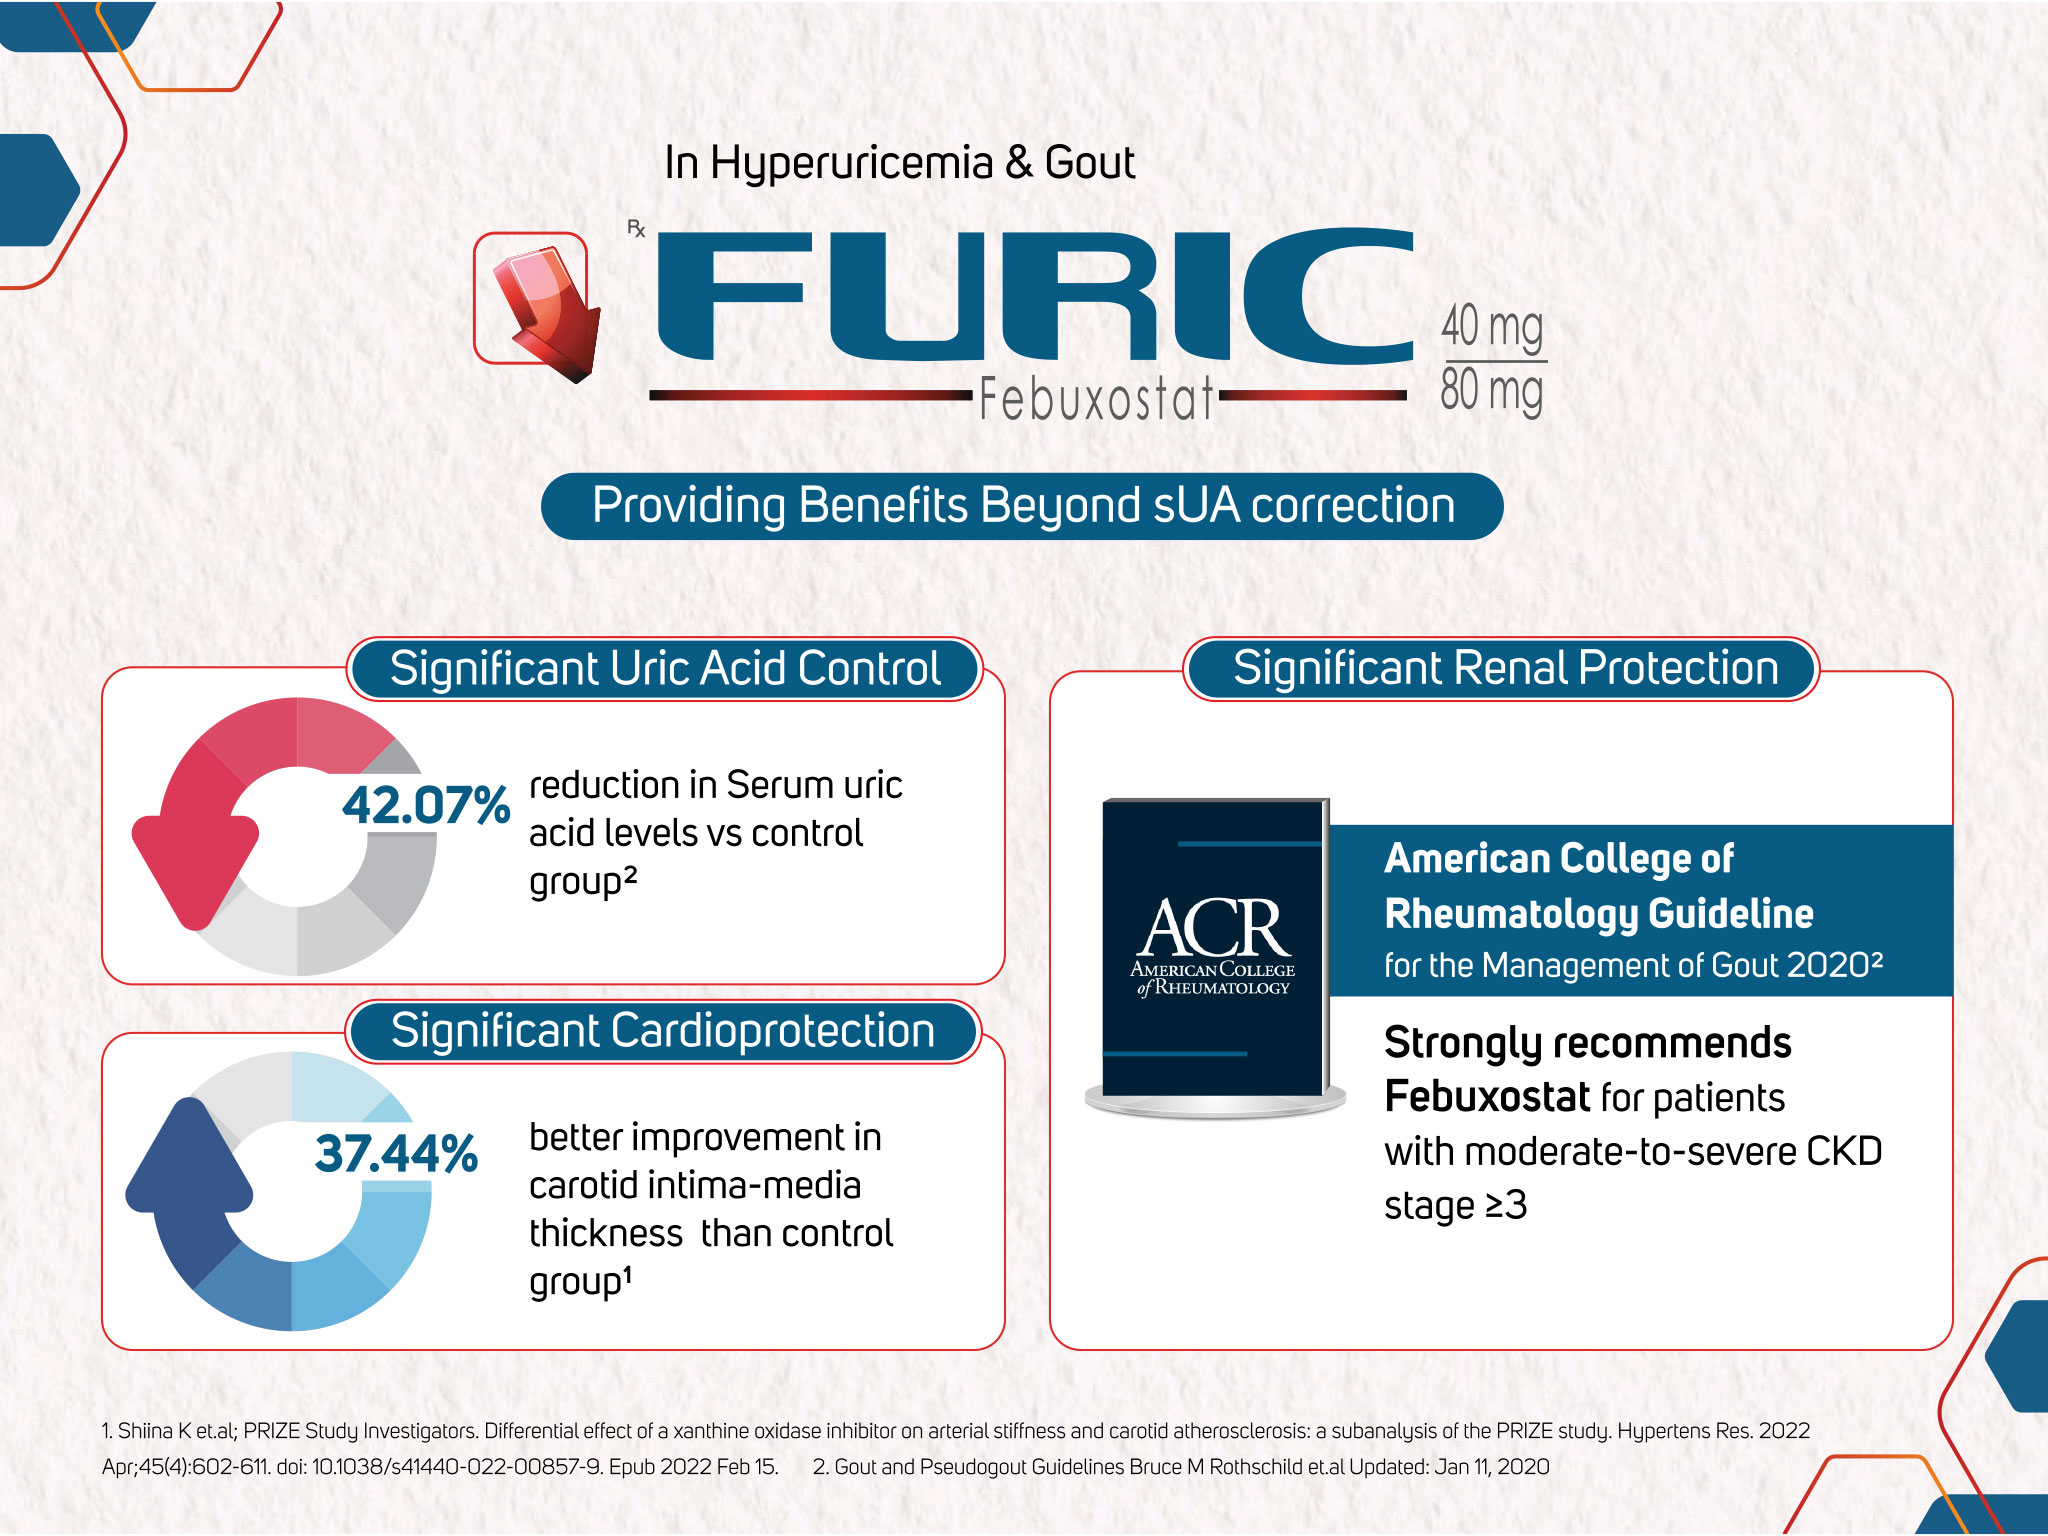 In Hyperuricemia & Gout
Rx
FURIC
40 mg
80 mg
Febuxostat
Providing Benefits Beyond sUA correction
Significant Uric Acid Control
42.07%
reduction in Serum uric
acid levels vs control
group²
Significant Cardioprotection
37.44%
better improvement in
carotid intima-media
thickness than control
group¹
Significant Renal Protection
ACR
AMERICAN COLLEGE
of RHEUMATOLOGY
American College of
Rheumatology Guideline
for the Management of Gout 2020²
Strongly recommends
Febuxostat for patients
with moderate-to-severe CKD
stage ≥3
1. Shiina K et.al; PRIZE Study Investigators. Differential effect of a xanthine oxidase inhibitor on arterial stiffness and carotid atherosclerosis: a subanalysis of the PRIZE study. Hypertens Res. 2022
Apr;45(4):602-611. doi: 10.1038/s41440-022-00857-9. Epub 2022 Feb 15. 2. Gout and Pseudogout Guidelines Bruce M Rothschild et.al Updated: Jan 11, 2020